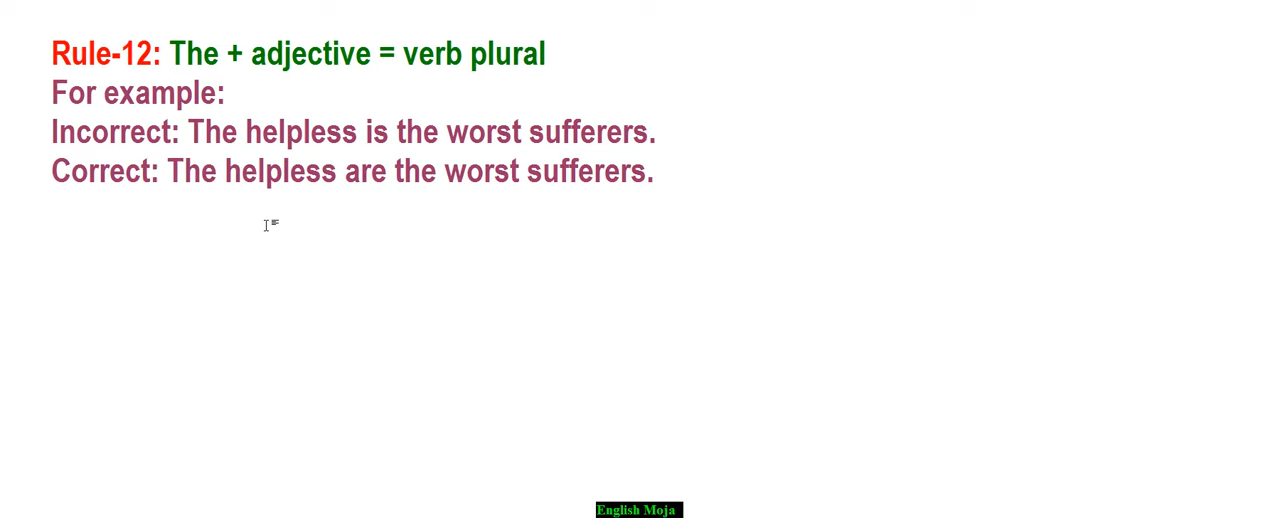 Rule-12: The + adjective = verb plural
For example:
Incorrect: The helpless is the worst sufferers.
Correct: The helpless are the worst sufferers.
English Moja